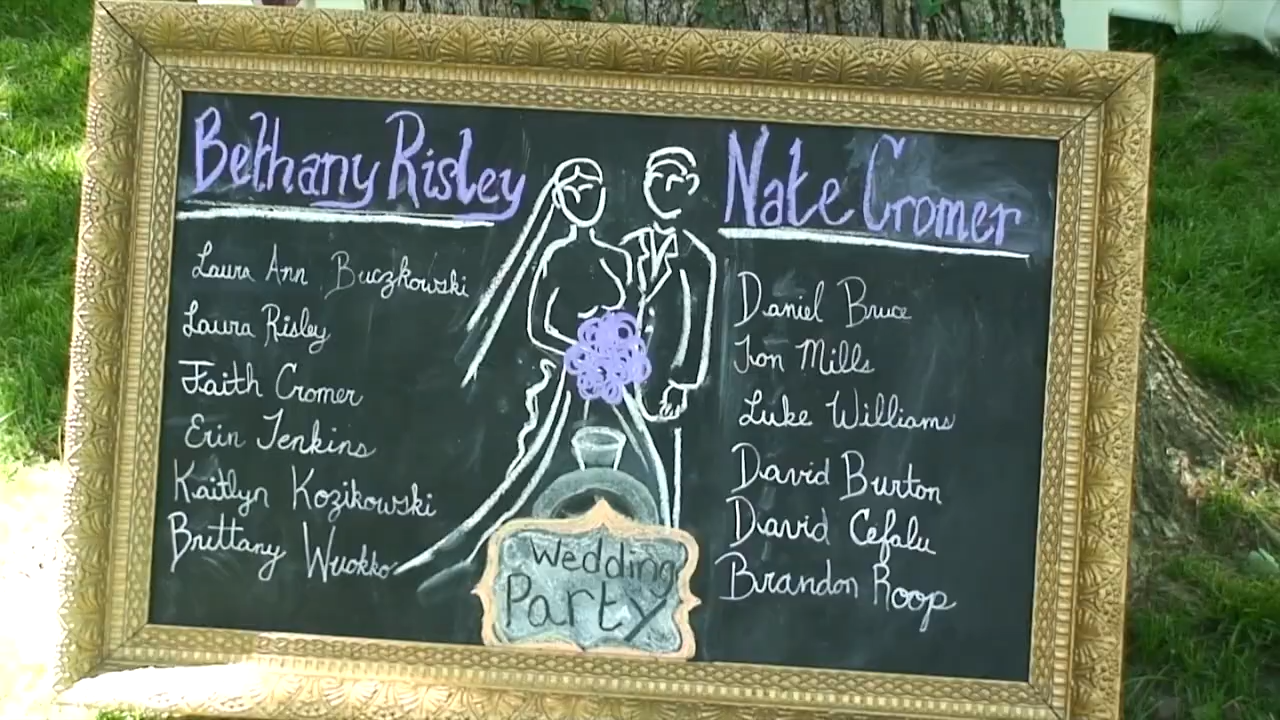 Bethany Risley
Laura Ann Buczkowski
Laura Risley
Faith Cromer
Erin Jenkins
Kaitlyn Kozikowski
Brittany Wuokko
Nate Cromer
Daniel Bruce
Jon Mills
Luke Williams
David Burton
David Cefalu
Brandon Roop
Wedding
Party